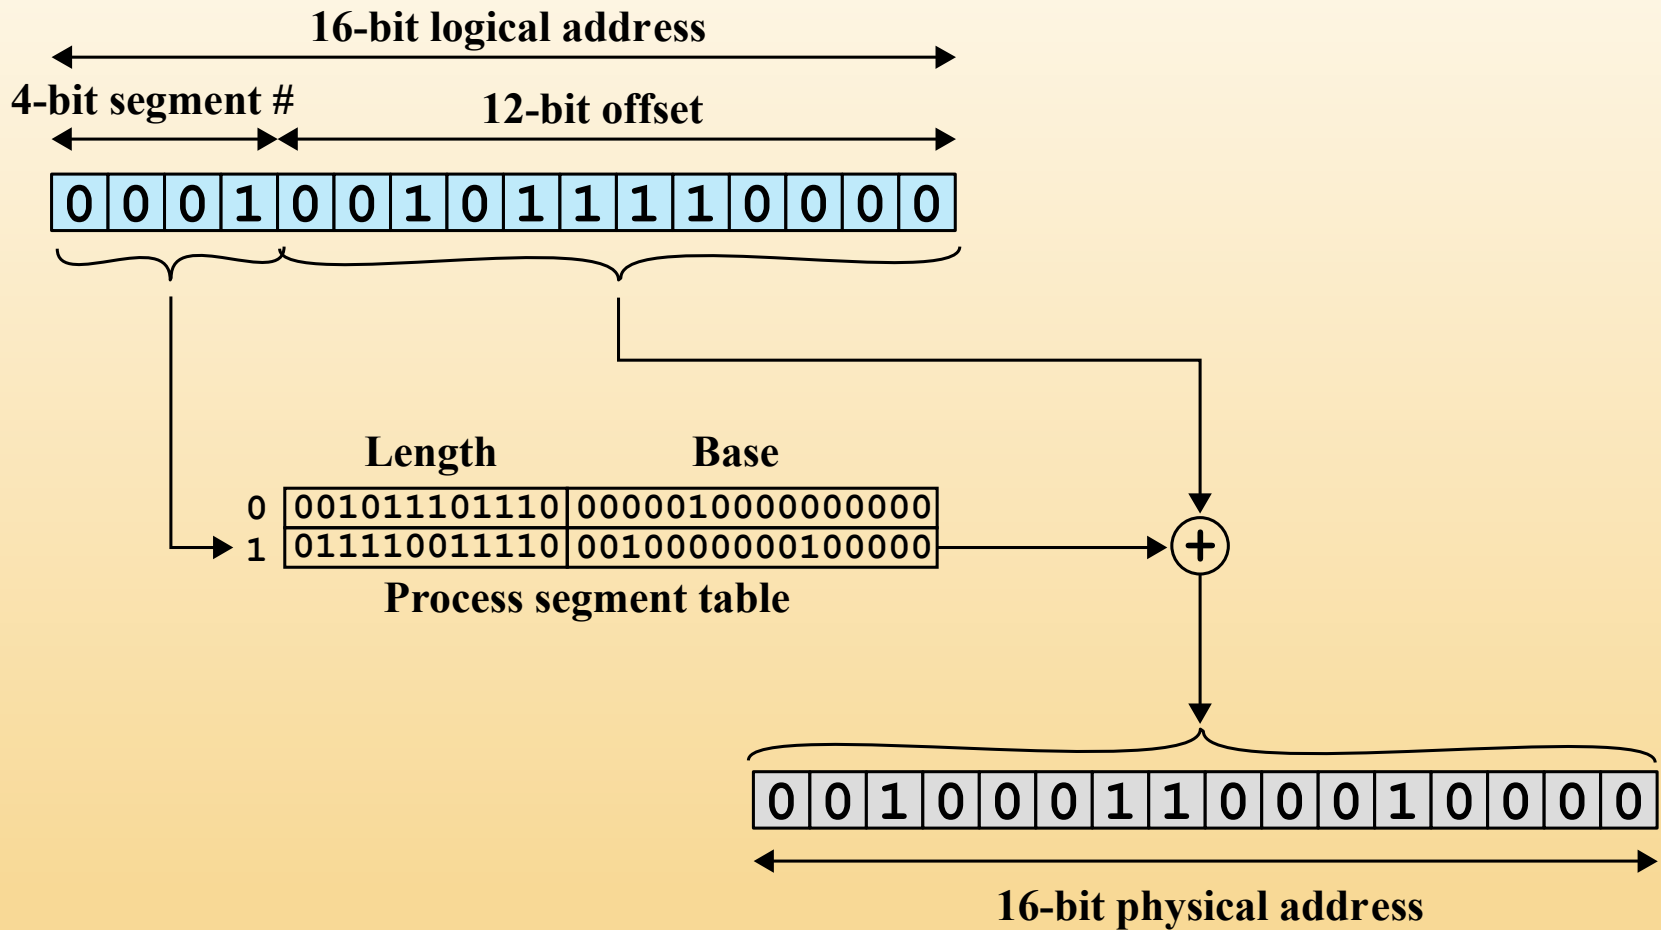 16-bit logical address
4-bit segment #
12-bit offset
0 0 0 1 0 0 1 0 1 1 1 1 0 0 0 0
Length Base
0 001011101110 0000010000000000
1 011110011110 0010000000100000
Process segment table
+
0 0 1 0 0 0 1 1 0 0 0 1 0 0 0 0
16-bit physical address